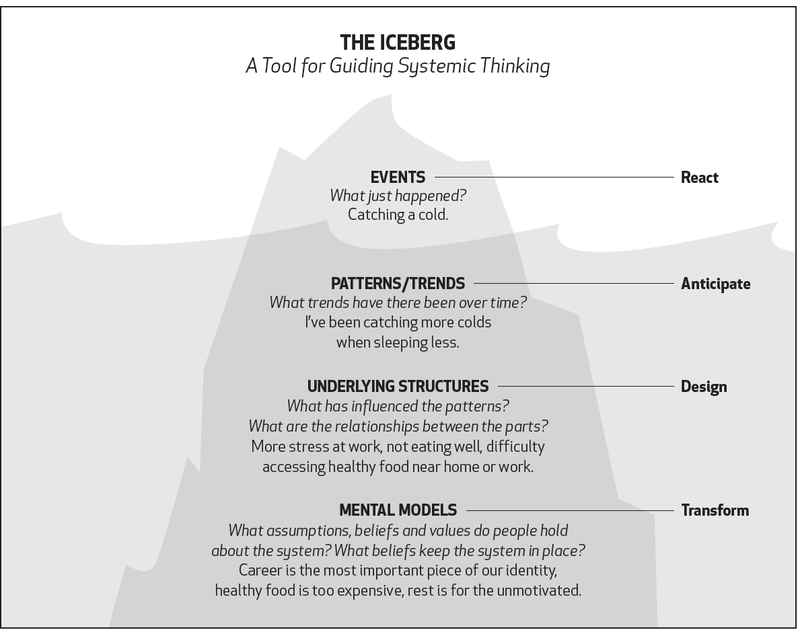 THE ICEBERG
A Tool for Guiding Systemic Thinking
EVENTS React
What just happened?
Catching a cold.
PATTERNS/TRENDS Anticipate
What trends have there been over time?
I've been catching more colds
when sleeping less.
UNDERLYING STRUCTURES Design
What has influenced the patterns?
What are the relationships between the parts?
More stress at work, not eating well, difficulty
accessing healthy food near home or work.
MENTAL MODELS Transform
What assumptions, beliefs and values do people hold
about the system? What beliefs keep the system in place?
Career is the most important piece of our identity,
healthy food is too expensive, rest is for the unmotivated.